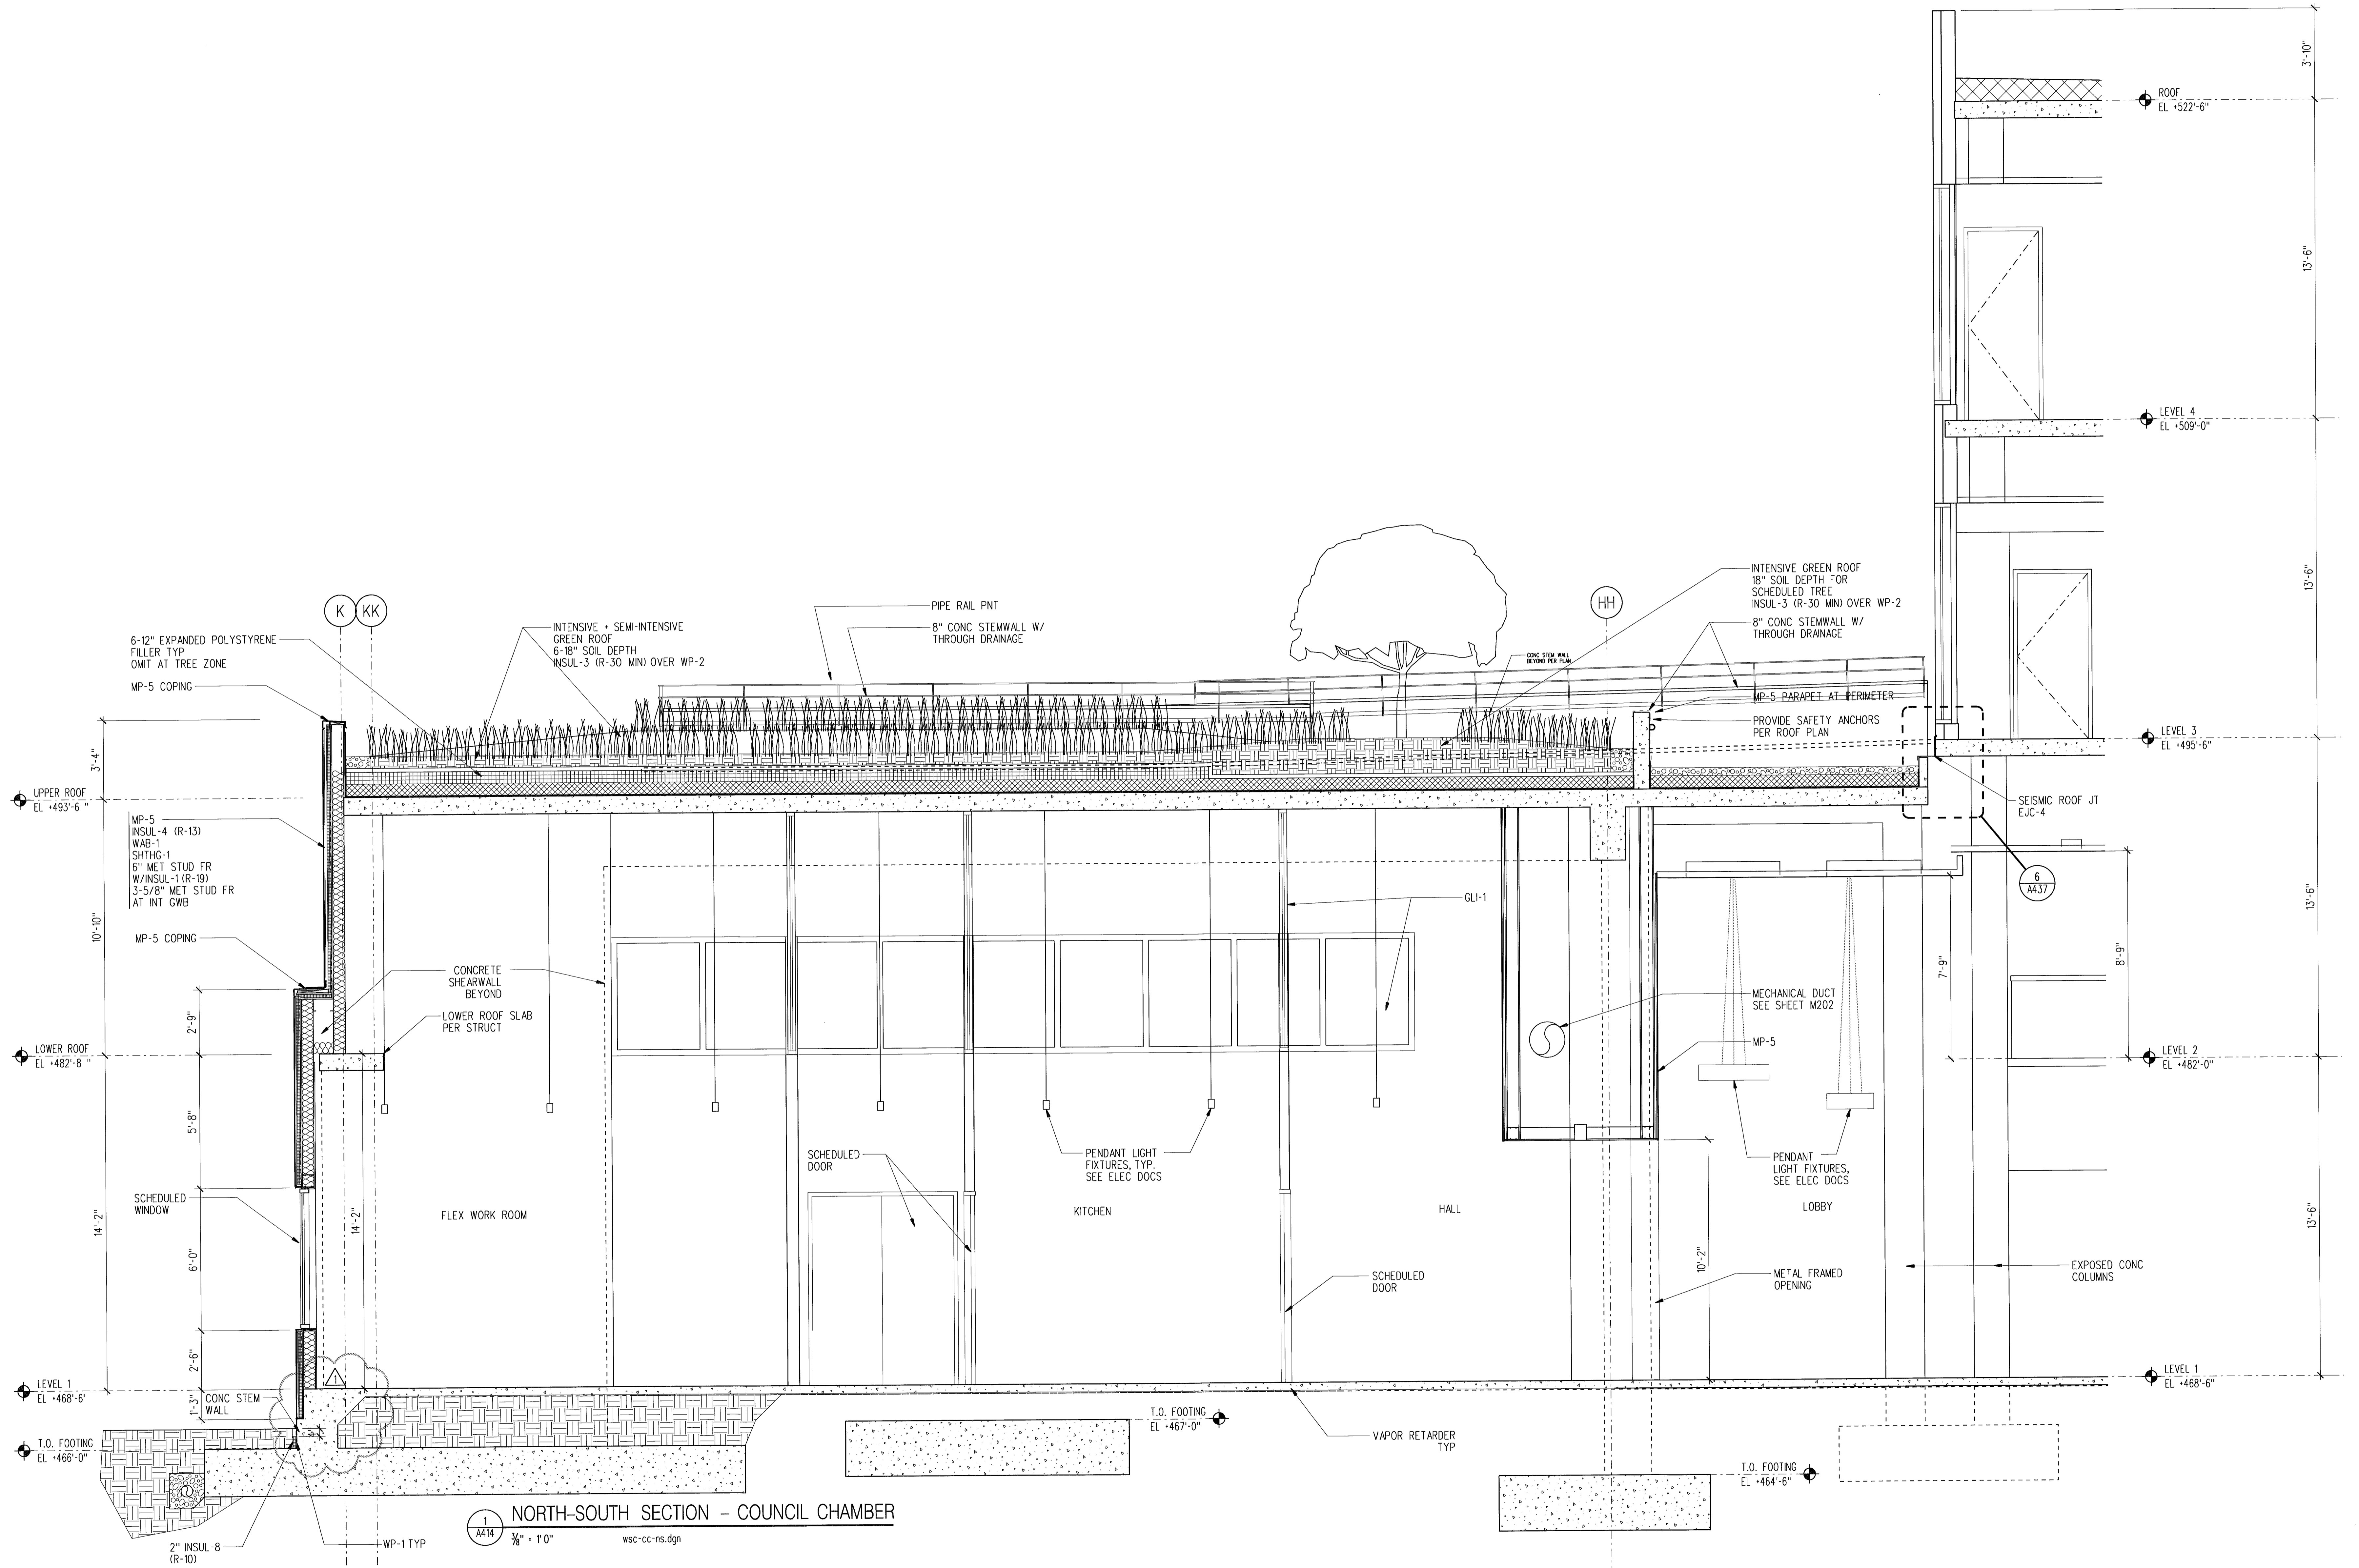 3'-10"
ROOF
EL +522'-6"
13'-6"
LEVEL 4
EL +509'-0"
13'-6"
K
KK
HH
6-12" EXPANDED POLYSTYRENE
FILLER TYP
OMIT AT TREE ZONE
MP-5 COPING
INTENSIVE + SEMI-INTENSIVE
GREEN ROOF
6-18" SOIL DEPTH
INSUL-3 (R-30 MIN) OVER WP-2
PIPE RAIL PNT
8" CONC STEMWALL W/
THROUGH DRAINAGE
CONC STEM WALL
BEYOND PER PLAN
INTENSIVE GREEN ROOF
18" SOIL DEPTH FOR
SCHEDULED TREE
INSUL-3 (R-30 MIN) OVER WP-2
8" CONC STEMWALL W/
THROUGH DRAINAGE
MP-5 PARAPET AT PERIMETER
PROVIDE SAFETY ANCHORS
PER ROOF PLAN
LEVEL 3
EL +495'-6"
3'-4"
UPPER ROOF
EL +493'-6 "
SEISMIC ROOF JT
EJC-4
MP-5
INSUL-4 (R-13)
WAB-1
SHTHG-1
6" MET STUD FR
W/INSUL-1 (R-19)
3-5/8" MET STUD FR
AT INT GWB
6
A437
10'-10"
GLI-1
13'-6"
MP-5 COPING
CONCRETE
SHEARWALL
BEYOND
7'-9"
8'-9"
LOWER ROOF SLAB
PER STRUCT
MECHANICAL DUCT
SEE SHEET M202
MP-5
2'-9"
LOWER ROOF
EL +482'-8 "
LEVEL 2
EL +482'-0"
5'-8"
SCHEDULED
DOOR
PENDANT LIGHT
FIXTURES, TYP.
SEE ELEC DOCS
PENDANT
LIGHT FIXTURES,
SEE ELEC DOCS
SCHEDULED
WINDOW
14'-2"
14'-2"
FLEX WORK ROOM
KITCHEN
HALL
LOBBY
13'-6"
6'-0"
10'-2"
SCHEDULED
DOOR
METAL FRAMED
OPENING
EXPOSED CONC
COLUMNS
2'-6"
1
LEVEL 1
EL +468'-6'
LEVEL 1
EL +468'-6"
1'-3"
CONC STEM
WALL
T.O. FOOTING
EL +467'-0"
VAPOR RETARDER
TYP
T.O. FOOTING
EL +466'-0"
T.O. FOOTING
EL +464'-6"
1
A414
NORTH-SOUTH SECTION - COUNCIL CHAMBER
3/8" = 1'0"
wsc-cc-ns.dgn
WP-1 TYP
2" INSUL-8
(R-10)